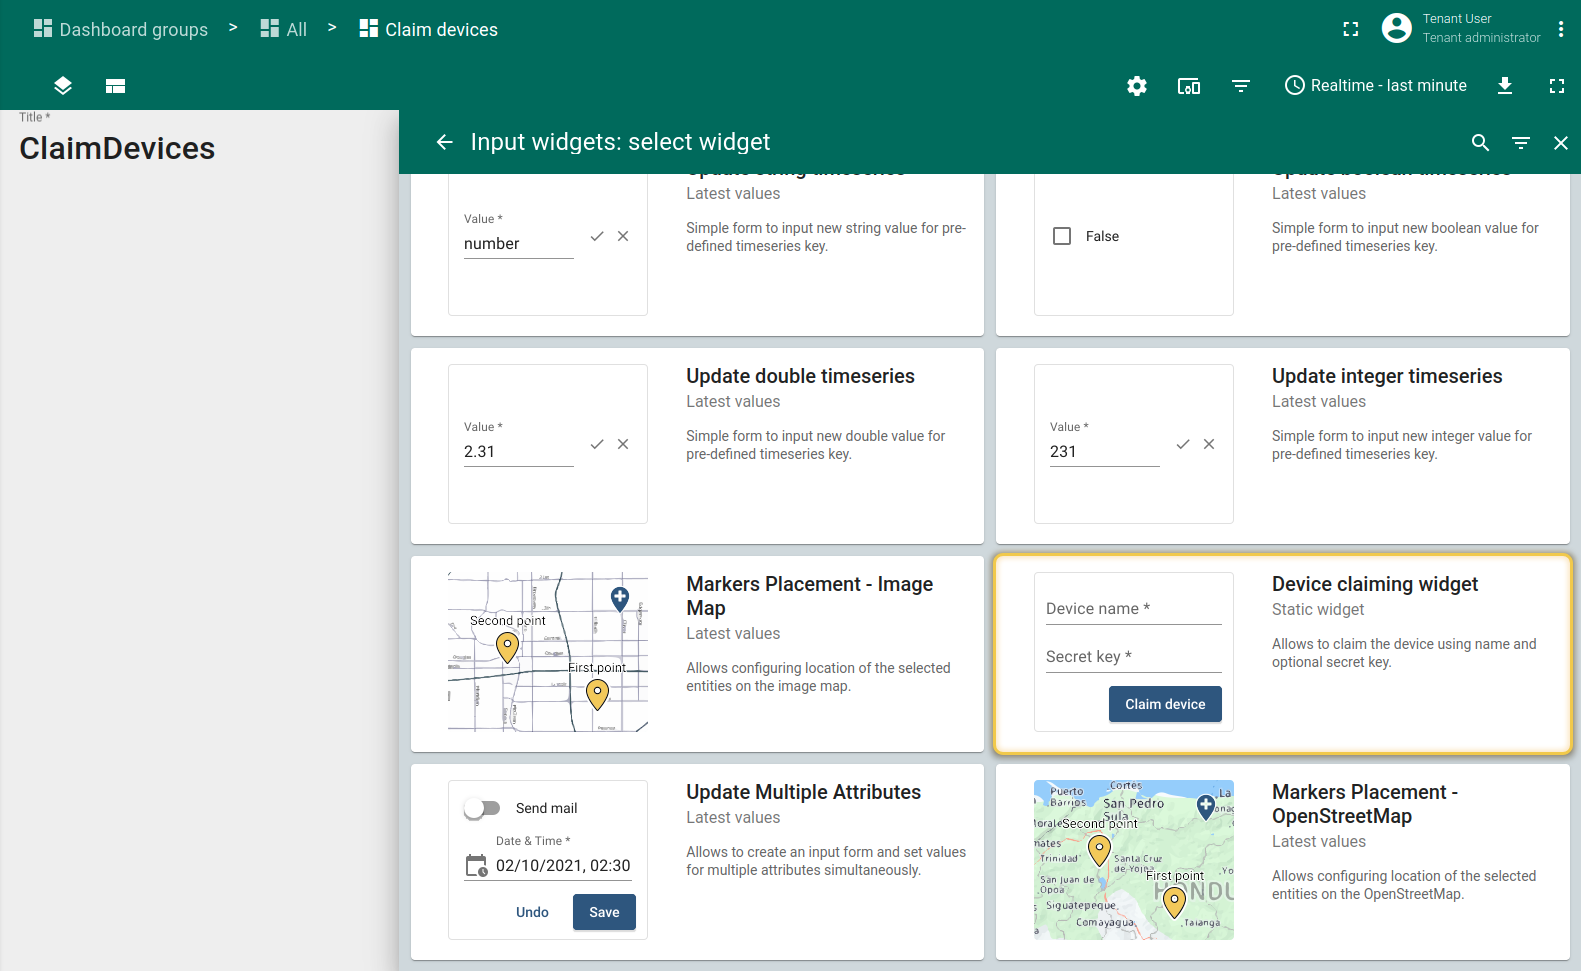 Dashboard groups > All > Claim devices
Tenant User
Tenant administrator
Realtime - last minute
Title *
ClaimDevices
Input widgets: select widget
Update string timeseries
Latest values
Simple form to input new string value for pre-
defined timeseries key.
Value *
number
Update boolean timeseries
Latest values
Simple form to input new boolean value for
pre-defined timeseries key.
False
Update double timeseries
Latest values
Simple form to input new double value for
pre-defined timeseries key.
Value *
2.31
Update integer timeseries
Latest values
Simple form to input new integer value for
pre-defined timeseries key.
Value *
231
Markers Placement - Image
Map
Latest values
Allows configuring location of the selected
entities on the image map.
Second point
First point
Device claiming widget
Static widget
Allows to claim the device using name and
optional secret key.
Device name *
Secret key *
Claim device
Update Multiple Attributes
Latest values
Allows to create an input form and set values
for multiple attributes simultaneously.
Send mail
Date & Time *
02/10/2021, 02:30
Undo
Save
Markers Placement -
OpenStreetMap
Latest values
Allows configuring location of the selected
entities on the OpenStreetMap.
Puerto
Barrios
Cortes
San Pedro
Sula
La
Second point
Trinidad
Santa Cruz
de Yojoa
San juan de
Opoa
First point
HONDU
Siguatepeque
Comayagua
Talanga